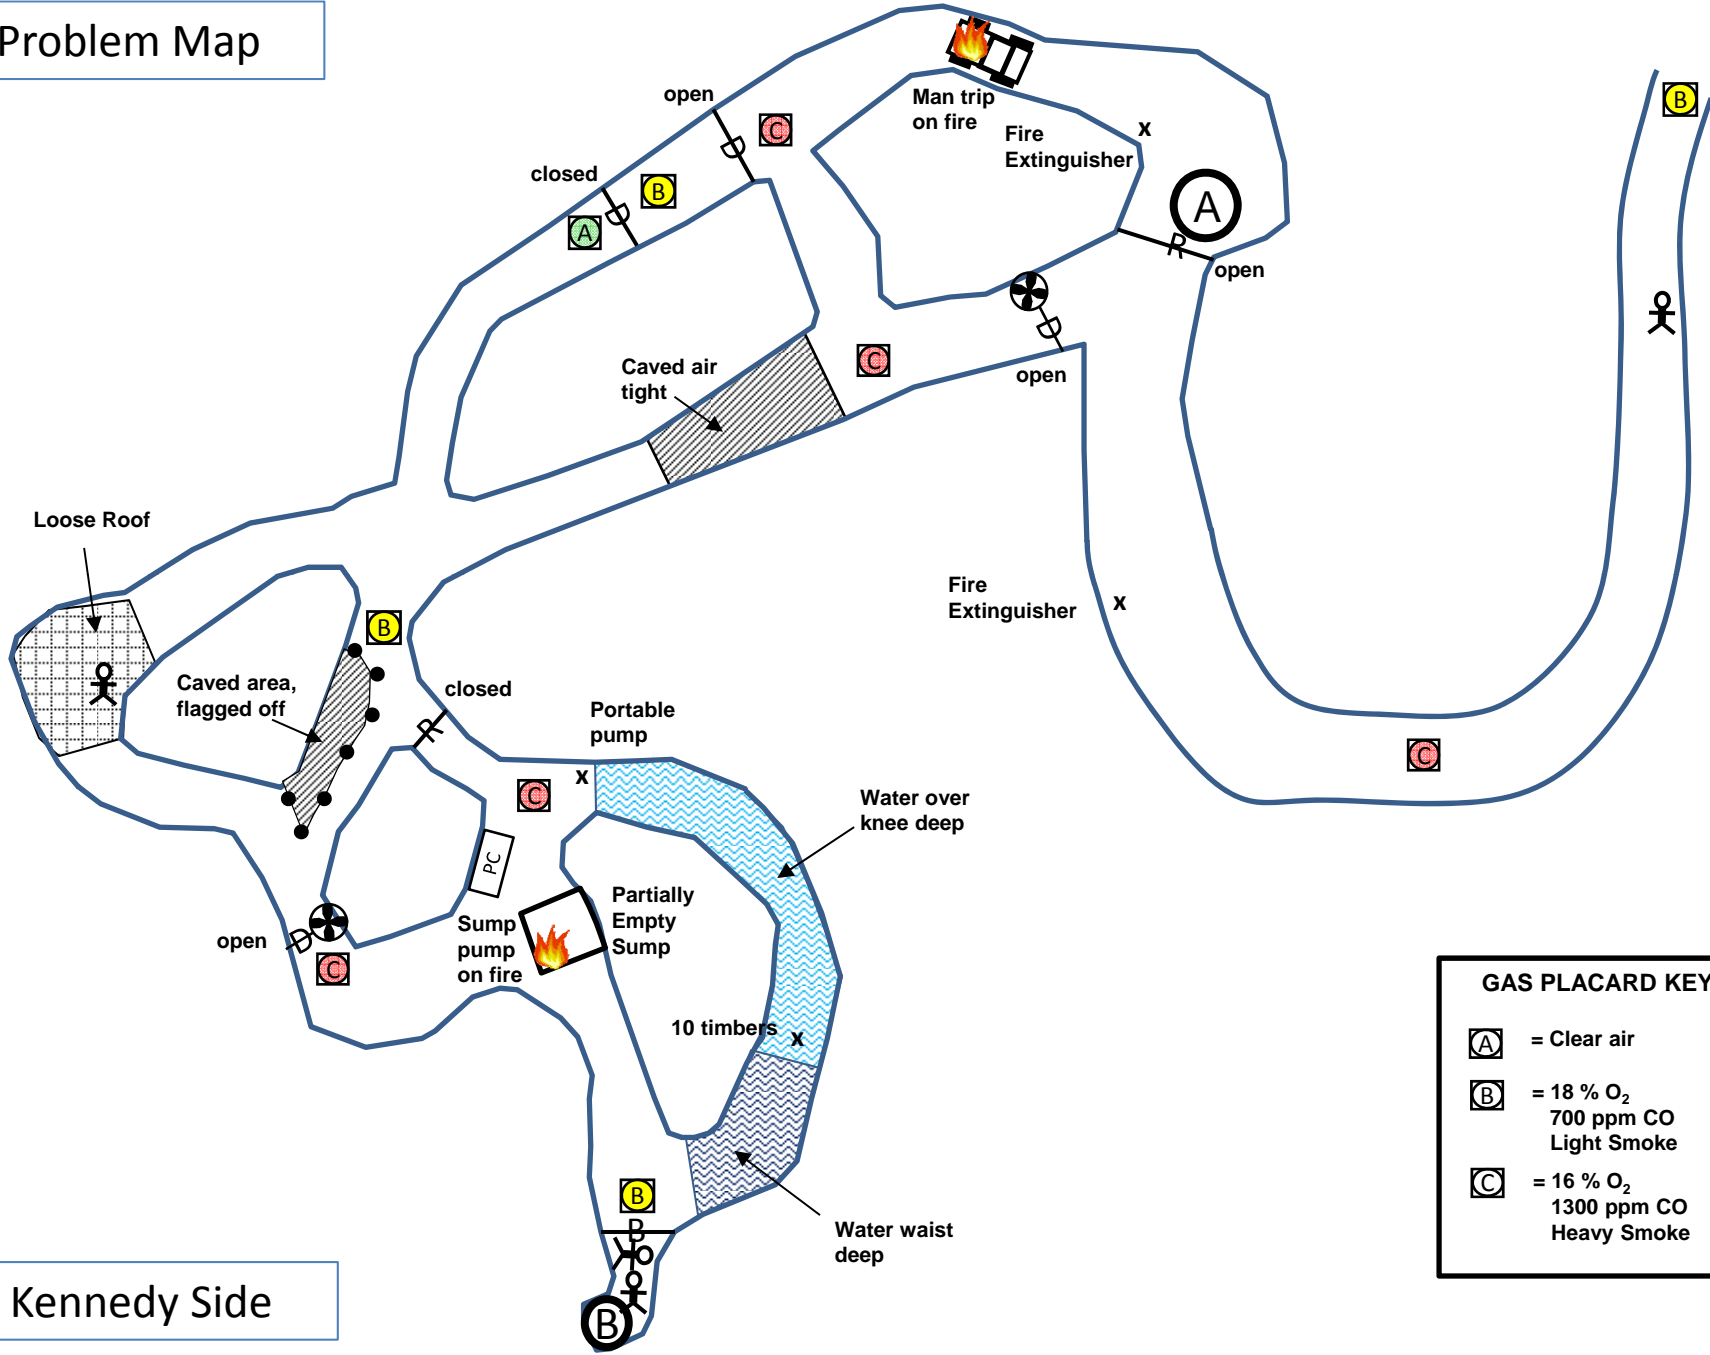 Problem Map
B
open
Man trip
on fire
C
Fire
Extinguisher
x
closed
B
A
A
R
open
Caved air
tight
C
open
Loose Roof
Fire
Extinguisher
x
B
Caved area,
flagged off
closed
R
Portable
pump
x
C
C
Water over
knee deep
PC
Partially
Empty
Sump
Sump
pump
on fire
open
C
10 timbers
x
B
B
Water waist
deep
B
Kennedy Side
GAS PLACARD KEY
A = Clear air
B = 18 % O₂
700 ppm CO
Light Smoke
C = 16 % O₂
1300 ppm CO
Heavy Smoke